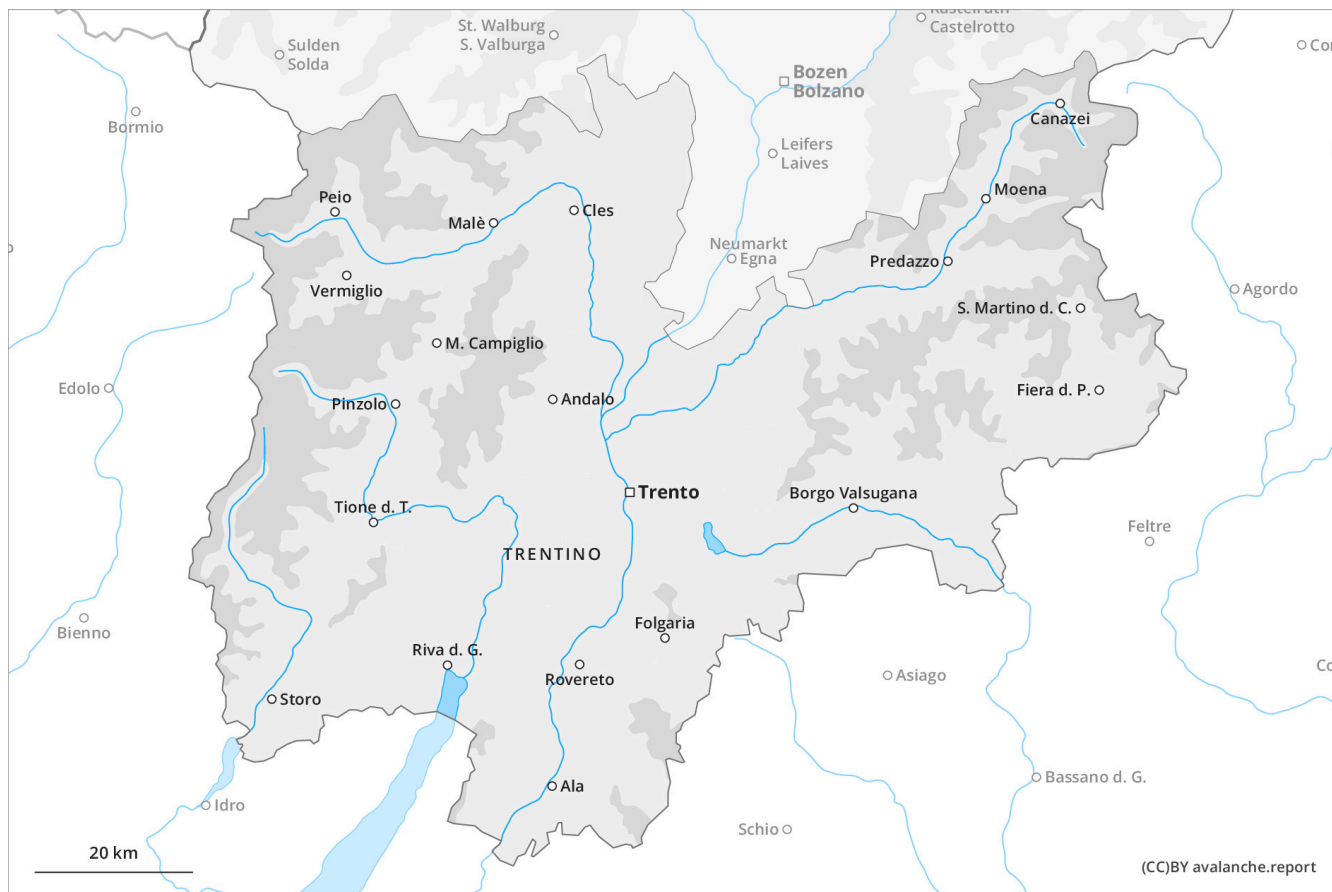 Kastelruth
Castelrotto
St. Walburg
S. Valburga
Sulden
Solda
Bozen
Bolzano
Bormio
Canazei
Leifers
Laives
Moena
Peio
Malè
Cles
Neumarkt
Egna
Predazzo
Vermiglio
Agordo
S. Martino d. C.
M. Campiglio
Edolo
Fiera d. P.
Pinzolo
Andalo
Trento
Borgo Valsugana
Tione d. T.
Feltre
TRENTINO
Bienno
Folgaria
Riva d. G.
Rovereto
Asiago
Storo
Bassano d. G.
Ala
Idro
Schio
20 km
(CC)BY avalanche.report